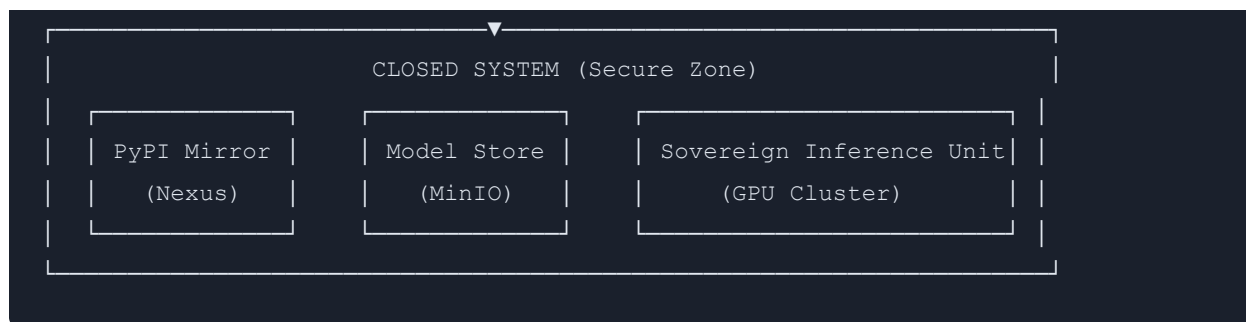 CLOSED SYSTEM (Secure Zone)
PyPI Mirror Model Store Sovereign Inference Unit
(Nexus) (MinIO) (GPU Cluster)